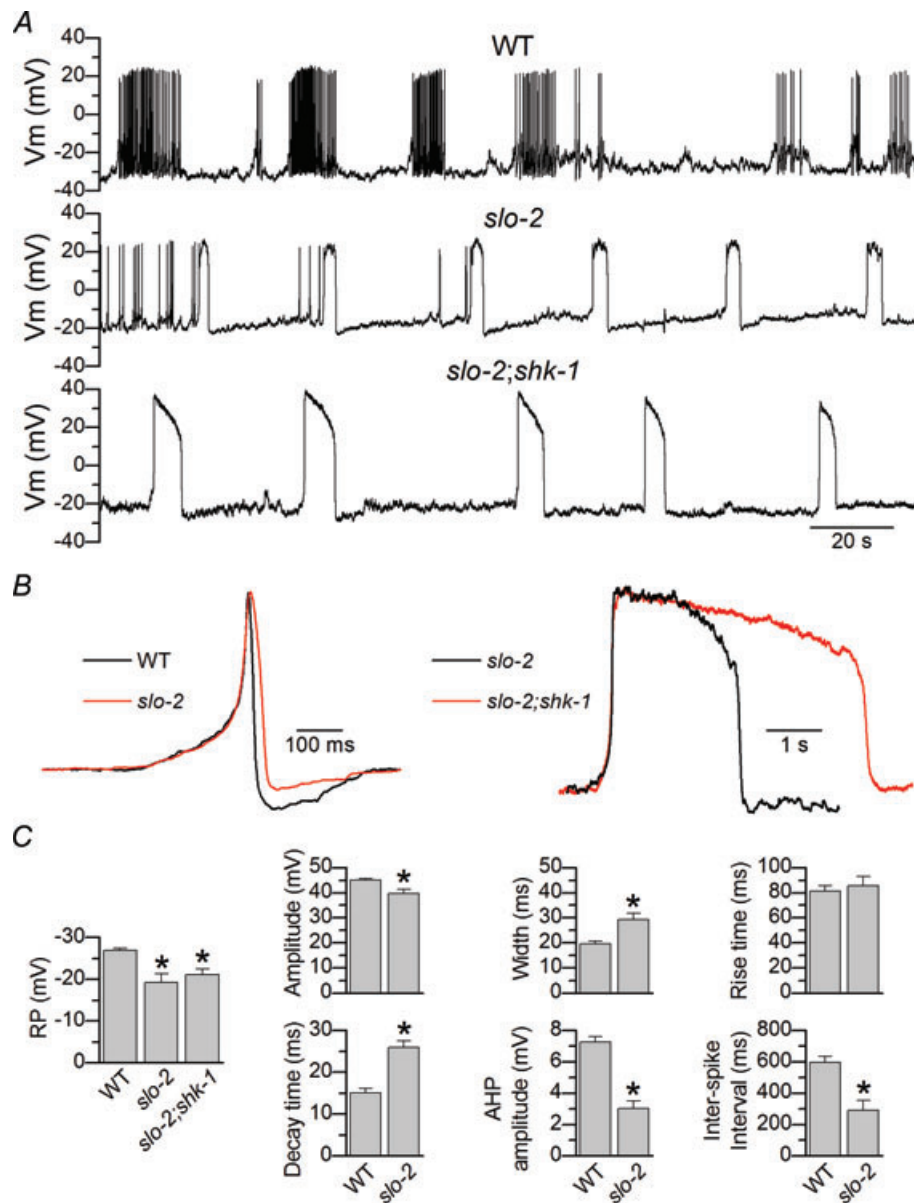 A
WT
Vm (mV)
40
20
0
-20
-40
slo-2
Vm (mV)
40
20
0
-20
-40
slo-2;shk-1
Vm (mV)
40
20
0
-20
-40
20 s
B
WT
slo-2
100 ms
slo-2
slo-2;shk-1
1 s
C
RP (mV)
-30
-20
-10
0
*
*
WT
slo-2
slo-2;shk-1
Amplitude (mV)
50
40
30
20
10
0
*
Width (ms)
50
40
30
20
10
0
*
Rise time (ms)
100
80
60
40
20
0
Decay time (ms)
30
20
10
0
*
WT
slo-2
AHP
amplitude (mV)
8
6
4
2
0
*
WT
slo-2
Inter-spike
Interval (ms)
800
600
400
200
0
*
WT
slo-2